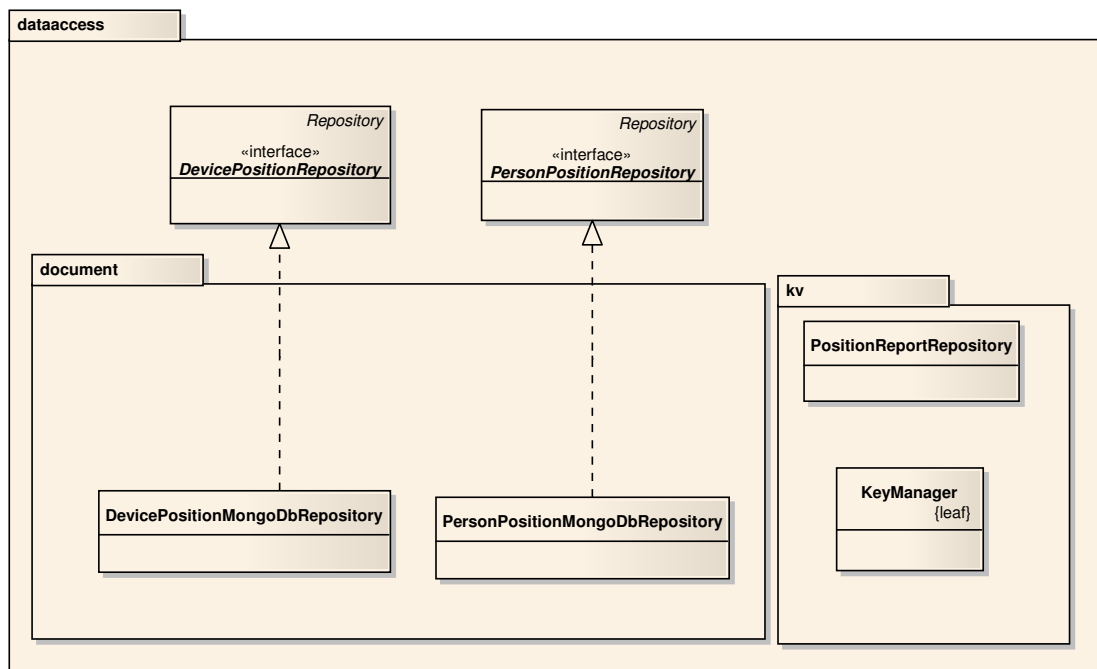 dataaccess
Repository
«interface»
DevicePositionRepository
Repository
«interface»
PersonPositionRepository
document
kv
PositionReportRepository
DevicePositionMongoDbRepository
PersonPositionMongoDbRepository
KeyManager
{leaf}